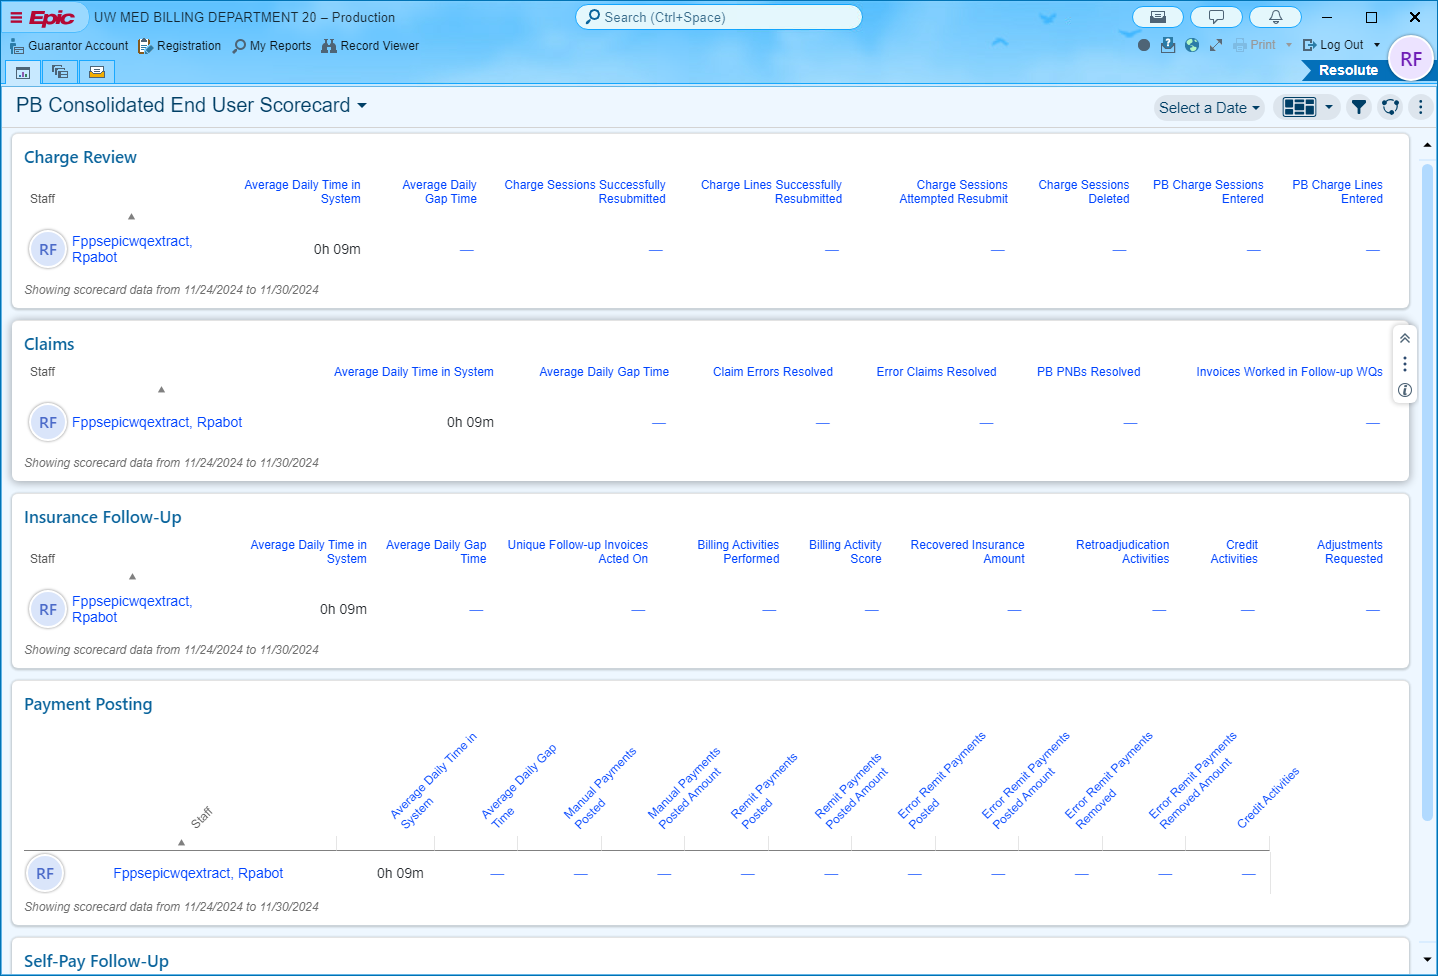 Epic UW MED BILLING DEPARTMENT 20 – Production
Search (Ctrl+Space)
Guarantor Account Registration My Reports Record Viewer
Print Log Out
RF
Resolute
PB Consolidated End User Scorecard
Select a Date
Charge Review
Staff
Average Daily Time in System
Average Daily Gap Time
Charge Sessions Successfully Resubmitted
Charge Lines Successfully Resubmitted
Charge Sessions Attempted Resubmit
Charge Sessions Deleted
PB Charge Sessions Entered
PB Charge Lines Entered
RF
Fppsepicwqextract, Rpabot
0h 09m — — — — — — —
Showing scorecard data from 11/24/2024 to 11/30/2024
Claims
Staff
Average Daily Time in System
Average Daily Gap Time
Claim Errors Resolved
Error Claims Resolved
PB PNBs Resolved
Invoices Worked in Follow-up WQs
RF
Fppsepicwqextract, Rpabot
0h 09m — — — — —
Showing scorecard data from 11/24/2024 to 11/30/2024
Insurance Follow-Up
Staff
Average Daily Time in System
Average Daily Gap Time
Unique Follow-up Invoices Acted On
Billing Activities Performed
Billing Activity Score
Recovered Insurance Amount
Retroadjudication Activities
Credit Activities
Adjustments Requested
RF
Fppsepicwqextract, Rpabot
0h 09m — — — — — — — —
Showing scorecard data from 11/24/2024 to 11/30/2024
Payment Posting
Staff
Average Daily Time in System
Average Daily Gap Time
Manual Payments Posted
Manual Payments Posted Amount
Remit Payments Posted
Remit Payments Posted Amount
Error Remit Payments Posted
Error Remit Payments Posted Amount
Error Remit Payments Removed
Error Remit Payments Removed Amount
Credit Activities
RF
Fppsepicwqextract, Rpabot
0h 09m — — — — — — — — — —
Showing scorecard data from 11/24/2024 to 11/30/2024
Self-Pay Follow-Up